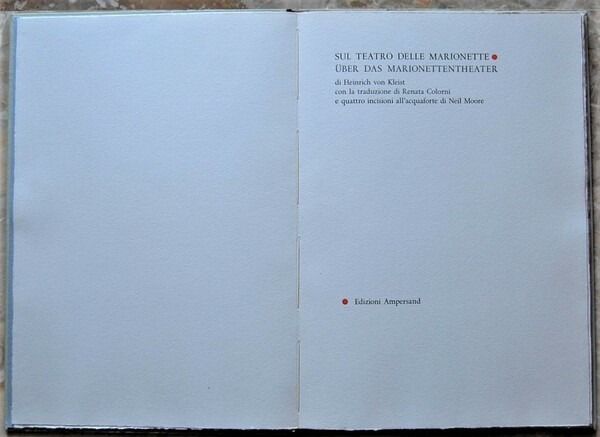 SUL TEATRO DELLE MARIONETTE
ÜBER DAS MARIONETTENTHEATER
di Heinrich von Kleist
con la traduzione di Renata Colorni
e quattro incisioni all'acquaforte di Neil Moore
Edizioni Ampersand